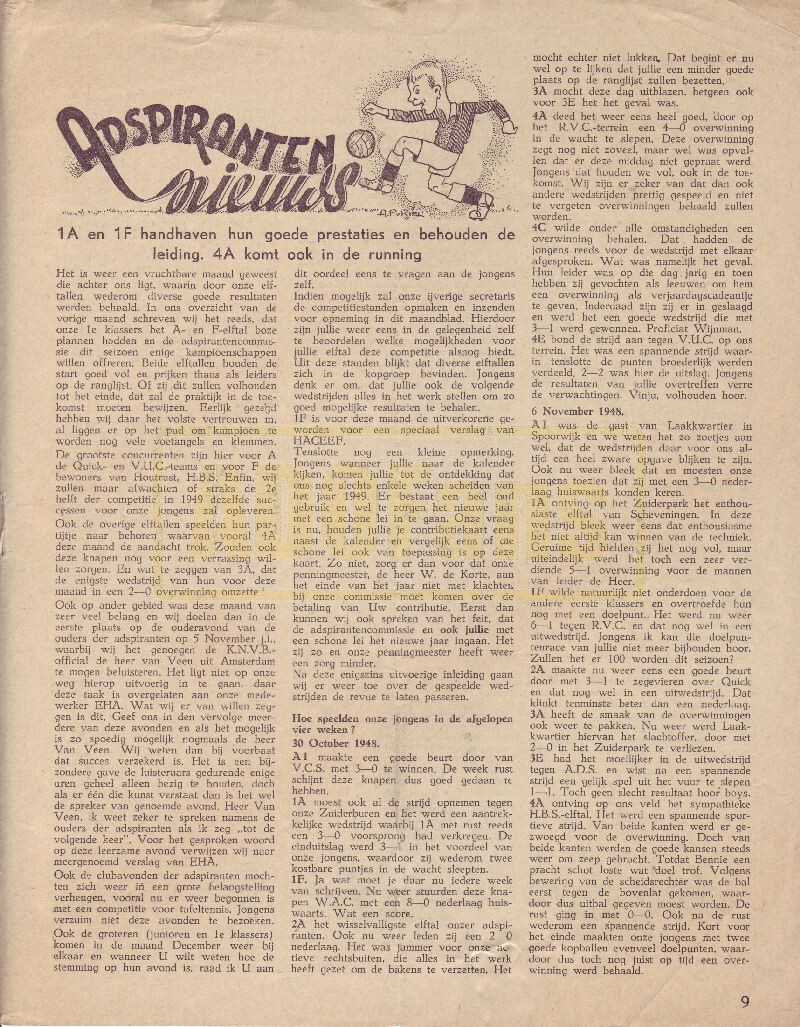 ADSPIRANTEN
nieuws
1A en 1F handhaven hun goede prestaties en behouden de
leiding. 4A komt ook in de running
Het is weer een vruchtbare maand geweest
die achter ons ligt, waarin door onze elf-
tallen wederom diverse goede resultaten
werden behaald. In ons overzicht van de
vorige maand schreven wij reeds, dat
onze 1e klassers het A- en F-elftal boze
plannen hadden en de adspirantencommis-
sie dit seizoen enige kampioenschappen
willen offreren. Beide elftallen houden de
start goed vol en prijken thans als leiders
op de ranglijst. Of zij dit zullen volhouden
tot het einde, dat zal de praktijk in de toe-
komst moeten bewijzen. Eerlijk gezegd
hebben wij daar het volste vertrouwen in,
al liggen er op het pad om kampioen te
worden nog vele voetangels en klemmen.
De grootste concurrenten zijn hier voor A
de Quick- en V.U.C.-teams en voor F de
bewoners van Houtrust, H.B.S. Enfin, wij
zullen maar afwachten of straks de 2e
helft der competitie in 1949 dezelfde suc-
cessen voor onze jongens zal opleveren.
Ook de overige elftallen speelden hun par-
tijtje naar behoren waarvan vooral 4A
deze maand de aandacht trok. Zouden ook
deze knapen nog voor een verrassing wil-
len zorgen. En wat te zeggen van 3A, dat
de enigste wedstrijd van hun voor deze
maand in een 2—0 overwinning omzette!
Ook op ander gebied was deze maand van
zeer veel belang en wij doelen dan in de
eerste plaats op de ouderavond van de
ouders der adspiranten op 5 November j.l.,
waarbij wij het genoegen de K.N.V.B.-
official de heer van Veen uit Amsterdam
te mogen beluisteren. Het ligt niet op onze
weg hierop uitvoerig in te gaan, daar
deze taak is overgelaten aan onze mede-
werker EHA. Wat wij er van willen zeg-
gen is dit. Geef ons in den vervolge meer-
dere van deze avonden en als het mogelijk
is zo spoedig mogelijk nogmaals de heer
Van Veen. Wij weten dan bij voorbaat
dat succes verzekerd is. Het is een bij-
zondere gave de luisteraars gedurende enige
uren geheel alleen bezig te houden, doch
als er één die kunst verstaat dan is het wel
de spreker van genoemde avond. Heer Van
Veen, ik weet zeker te spreken namens de
ouders der adspiranten als ik zeg „tot de
volgende keer”. Voor het gesproken woord
op deze leerzame avond verwijzen wij naar
meergenoemd verslag van EHA.
Ook de clubavonden der adspiranten moch-
ten zich weer in een grote belangstelling
verheugen, vooral nu er weer begonnen is
met een competitie voor tafeltennis. Jongens
verzuim niet deze avonden te bezoeken.
Ook de groteren (junioren en 1e klassers)
komen in de maand December weer bij
elkaar en wanneer U wilt weten hoe de
stemming op hun avond is, raad ik U aan
dit oordeel eens te vragen aan de jongens
zelf.
Indien mogelijk zal onze ijverige secretaris
de competitiestanden opmaken en inzenden
voor opneming in dit maandblad. Hierdoor
zijn jullie weer eens in de gelegenheid zelf
te beoordelen welke mogelijkheden voor
jullie elftal deze competitie alsnog biedt.
Uit deze standen blijkt dat diverse elftallen
zich in de kopgroep bevinden. Jongens
denk er om, dat jullie ook de volgende
wedstrijden alles in het werk stellen om zo
goed mogelijke resultaten te behalen.
1F is voor deze maand de uitverkorene ge-
worden voor een speciaal verslag van
HACEEF.
Tenslotte nog een kleine opmerking.
Jongens wanneer jullie naar de kalender
kijken, komen jullie tot de ontdekking dat
ons nog slechts enkele weken scheiden van
het jaar 1949. Er bestaat een heel oud
gebruik en wel te zorgen het nieuwe jaar
met een schone lei in te gaan. Onze vraag
is nu, houden jullie je contributiekaart eens
naast de kalender en vergelijk eens of die
schone lei ook van toepassing is op deze
kaart. Zo niet, zorg er dan voor dat onze
penningmeester, de heer W. de Korte, aan
het einde van het jaar niet met klachten
bij onze commissie moet komen over de
betaling van Uw contributie. Eerst dan
kunnen wij ook spreken van het feit, dat
de adspirantencommissie en ook jullie met
een schone lei het nieuwe jaar ingaan. Het
zij zo en onze penningmeester heeft weer
een zorg minder.
Na deze enigszins uitvoerige inleiding gaan
wij er weer toe over de gespeelde wed-
strijden de revue te laten passeren.
Hoe speelden onze jongens in de afgelopen
vier weken?
30 October 1948.
A1 maakte een goede beurt door van
V.C.S. met 3—0 te winnen. De week rust
schijnt deze knapen dus goed gedaan te
hebben.
1A moest ook al de strijd opnemen tegen
onze Zuiderburen en het werd een aantrek-
kelijke wedstrijd waarbij 1A met rust reeds
een 3—0 voorsprong had verkregen. De
einduitslag werd 3—1 in het voordeel van
onze jongens, waardoor zij wederom twee
kostbare puntjes in de wacht sleepten.
1F. Ja wat moet je daar nu iedere week
van schrijven. Nu weer stuurden deze kna-
pen W.A.C. met een 8—0 nederlaag huis-
waarts. Wat een score.
2A het wisselvalligste elftal onzer adspi-
ranten. Ook nu weer leden zij een 2—0
nederlaag. Het was jammer voor onze ac-
tieve rechtsbuiten, die alles in het werk
heeft gezet om de bakens te verzetten. Het
mocht echter niet lukken. Dat begint er nu
wel op te lijken dat jullie een minder goede
plaats op de ranglijst zullen bezetten.
3A mocht deze dag uitblazen, hetgeen ook
voor 3E het het geval was.
4A deed het weer eens heel goed, door op
het R.V.C.-terrein een 4—0 overwinning
in de wacht te slepen. Deze overwinning
zegt nog niet zoveel, maar wel was opval-
len dat er deze middag niet gepraat werd.
Jongens dat houden we vol, ook in de toe-
komst. Wij zijn er zeker van dat dan ook
andere wedstrijden prettig gespeeld en niet
te vergeten overwinningen behaald zullen
worden.
4C wilde onder alle omstandigheden een
overwinning behalen. Dat hadden de
jongens reeds voor de wedstrijd met elkaar
afgesproken. Wat was namelijk het geval.
Hun leider was op die dag jarig en toen
hebben zij gevochten als leeuwen om hem
een overwinning als verjaardagscadeautje
te geven. Inderdaad zijn zij er in geslaagd
en werd het een goede wedstrijd die met
3—1 werd gewonnen. Proficiat Wijnman.
4E bond de strijd aan tegen V.U.C. op ons
terrein. Het was een spannende strijd waar-
in tenslotte de punten broederlijk werden
verdeeld, 2—2 was hier de uitslag. Jongens
de resultaten van jullie overtreffen verre
de verwachtingen. Vinju, volhouden hoor.
6 November 1948.
A1 was de gast van Laakkwartier in
Spoorwijk en we weten het zo zoetjes aan
wel, dat de wedstrijden daar voor ons al-
tijd een heel zware opgave blijken te zijn.
Ook nu weer bleek dat en moesten onze
jongens toezien dat zij met een 3—0 neder-
laag huiswaarts konden keren.
1A ontving op het Zuiderpark het enthou-
siaste elftal van Scheveningen. In deze
wedstrijd bleek weer eens dat enthousiasme
het niet altijd kan winnen van de techniek.
Geruime tijd hielden zij het nog vol, maar
uiteindelijk werd het toch een zeer ver-
diende 5—1 overwinning voor de mannen
van leider de Heer.
1F wilde natuurlijk niet onderdoen voor de
andere eerste klassers en overtroefde hun
nog met een doelpunt. Het werd nu weer
6—1 tegen R.V.C. en dat nog wel in een
uitwedstrijd. Jongens ik kan die doelpun-
tenrace van jullie niet meer bijhouden hoor.
Zullen het er 100 worden dit seizoen?
2A maakte nu weer eens een goede beurt
door met 3—1 te zegevieren over Quick
en dat nog wel in een uitwedstrijd. Dat
klinkt tenminste beter dan een nederlaag.
3A heeft de smaak van de overwinningen
ook weer te pakken. Nu werd weer Laak-
kwartier hiervan het slachtoffer, door met
2—0 in het Zuiderpark te verliezen.
3E had het moeilijker in de uitwedstrijd
tegen A.D.S. en wist na een spannende
strijd een gelijk spel uit het vuur te slepen
1—1. Toch geen slecht resultaat hoor boys.
4A ontving op ons veld het sympathieke
H.B.S.-elftal. Het werd een spannende spor-
tieve strijd. Van beide kanten werd er ge-
zwoegd voor de overwinning. Doch van
beide kanten werden de goede kansen steeds
weer om zeep gebracht. Totdat Bennie een
pracht schot loste wat doel trof. Volgens
bewering van de scheidsrechter was de bal
eerst tegen de bovenlat gekomen, waar-
door dus uitbal gegeven moest worden. De
rust ging in met 0—0. Ook na de rust
wederom een spannende strijd. Kort voor
het einde maakten onze jongens met twee
goede kopballen evenveel doelpunten, waar-
door dus toch nog juist op tijd een over-
winning werd behaald.
9